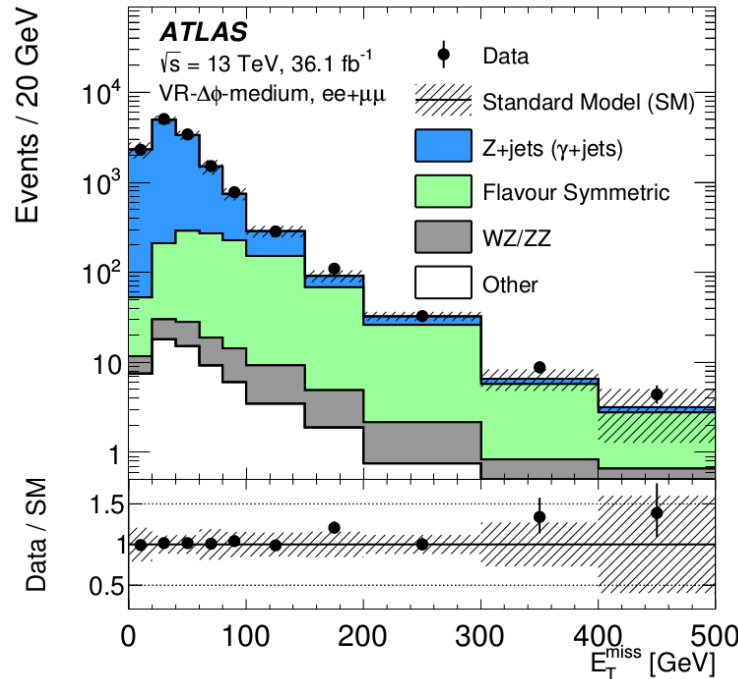 ATLAS
√s = 13 TeV, 36.1 fb⁻¹
VR-Δϕ-medium, ee+μμ
Data
Standard Model (SM)
Z+jets (γ+jets)
Flavour Symmetric
WZ/ZZ
Other
Events / 20 GeV
10⁴
10³
10²
10
1
Data / SM
1.5
1
0.5
0 100 200 300 400 500
E_T^miss [GeV]